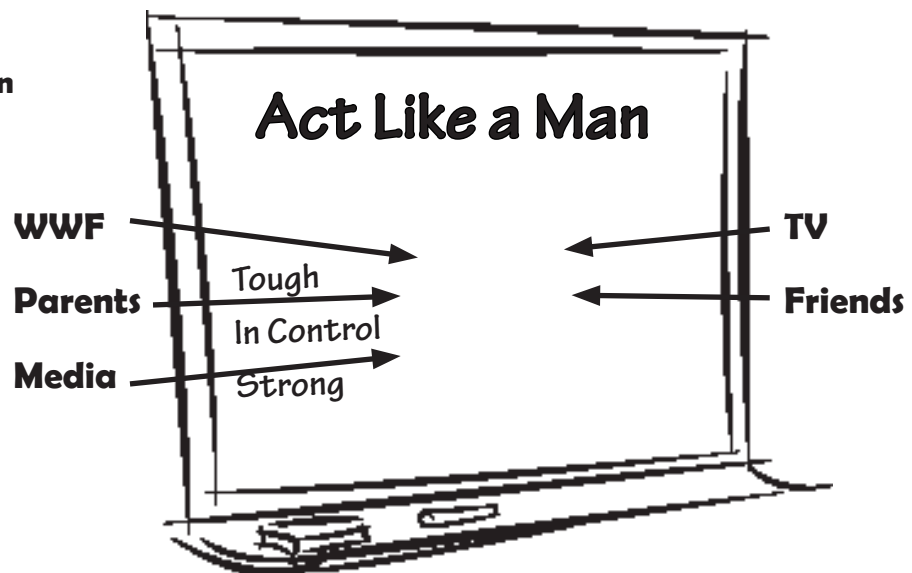 n
Act Like a Man
WWF
TV
Tough
Parents
Friends
In Control
Media
Strong